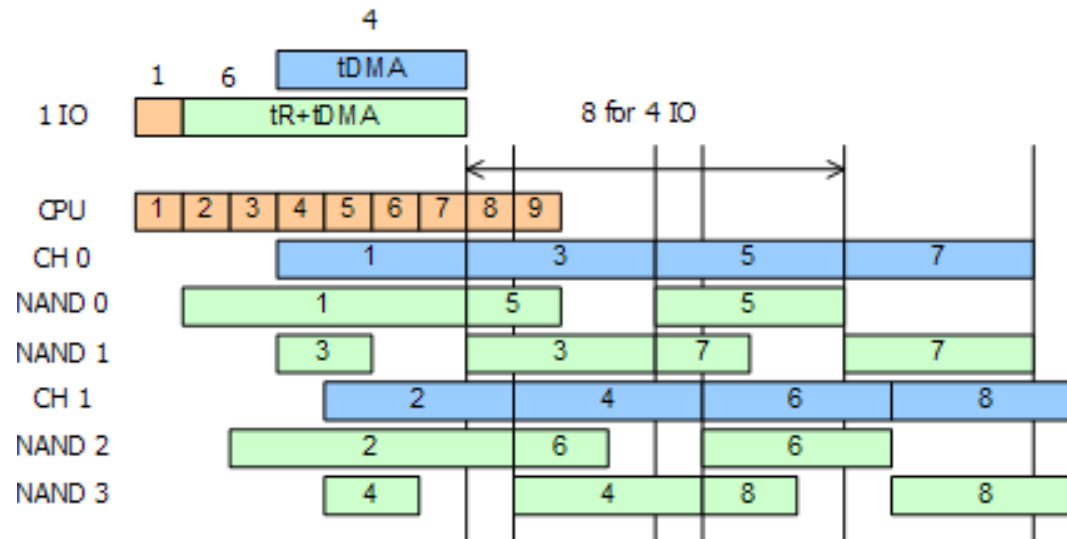 4
tDMA
1 6
1 IO tR+tDMA 8 for 4 IO
CPU 1 2 3 4 5 6 7 8 9
CH 0 1 3 5 7
NAND 0 1 5 5
NAND 1 3 3 7 7
CH 1 2 4 6 8
NAND 2 2 6 6
NAND 3 4 4 8 8